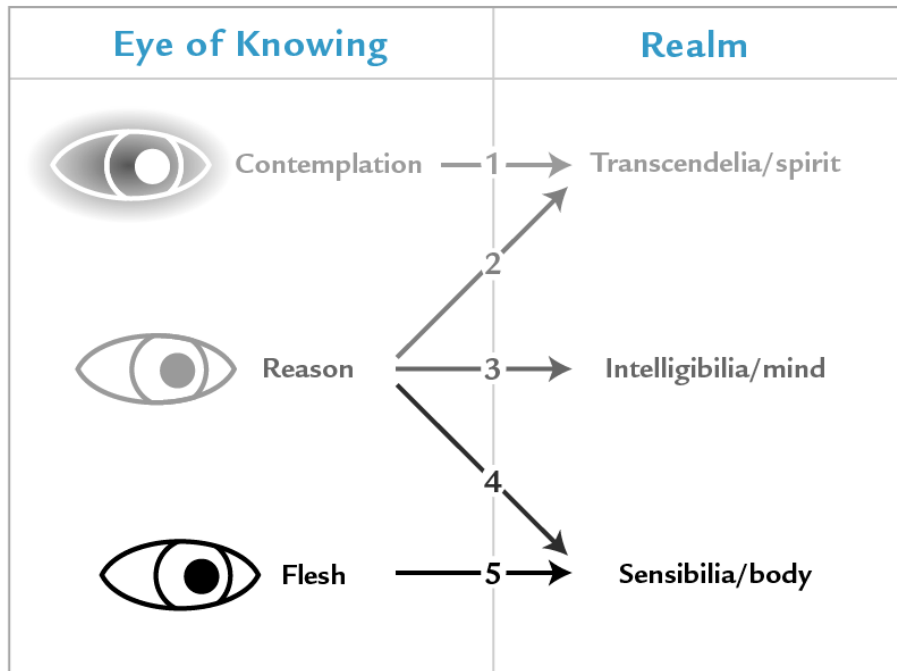 Eye of Knowing Realm
Contemplation 1 Transcendelia/spirit
2
Reason 3 Intelligibilia/mind
4
Flesh 5 Sensibilia/body